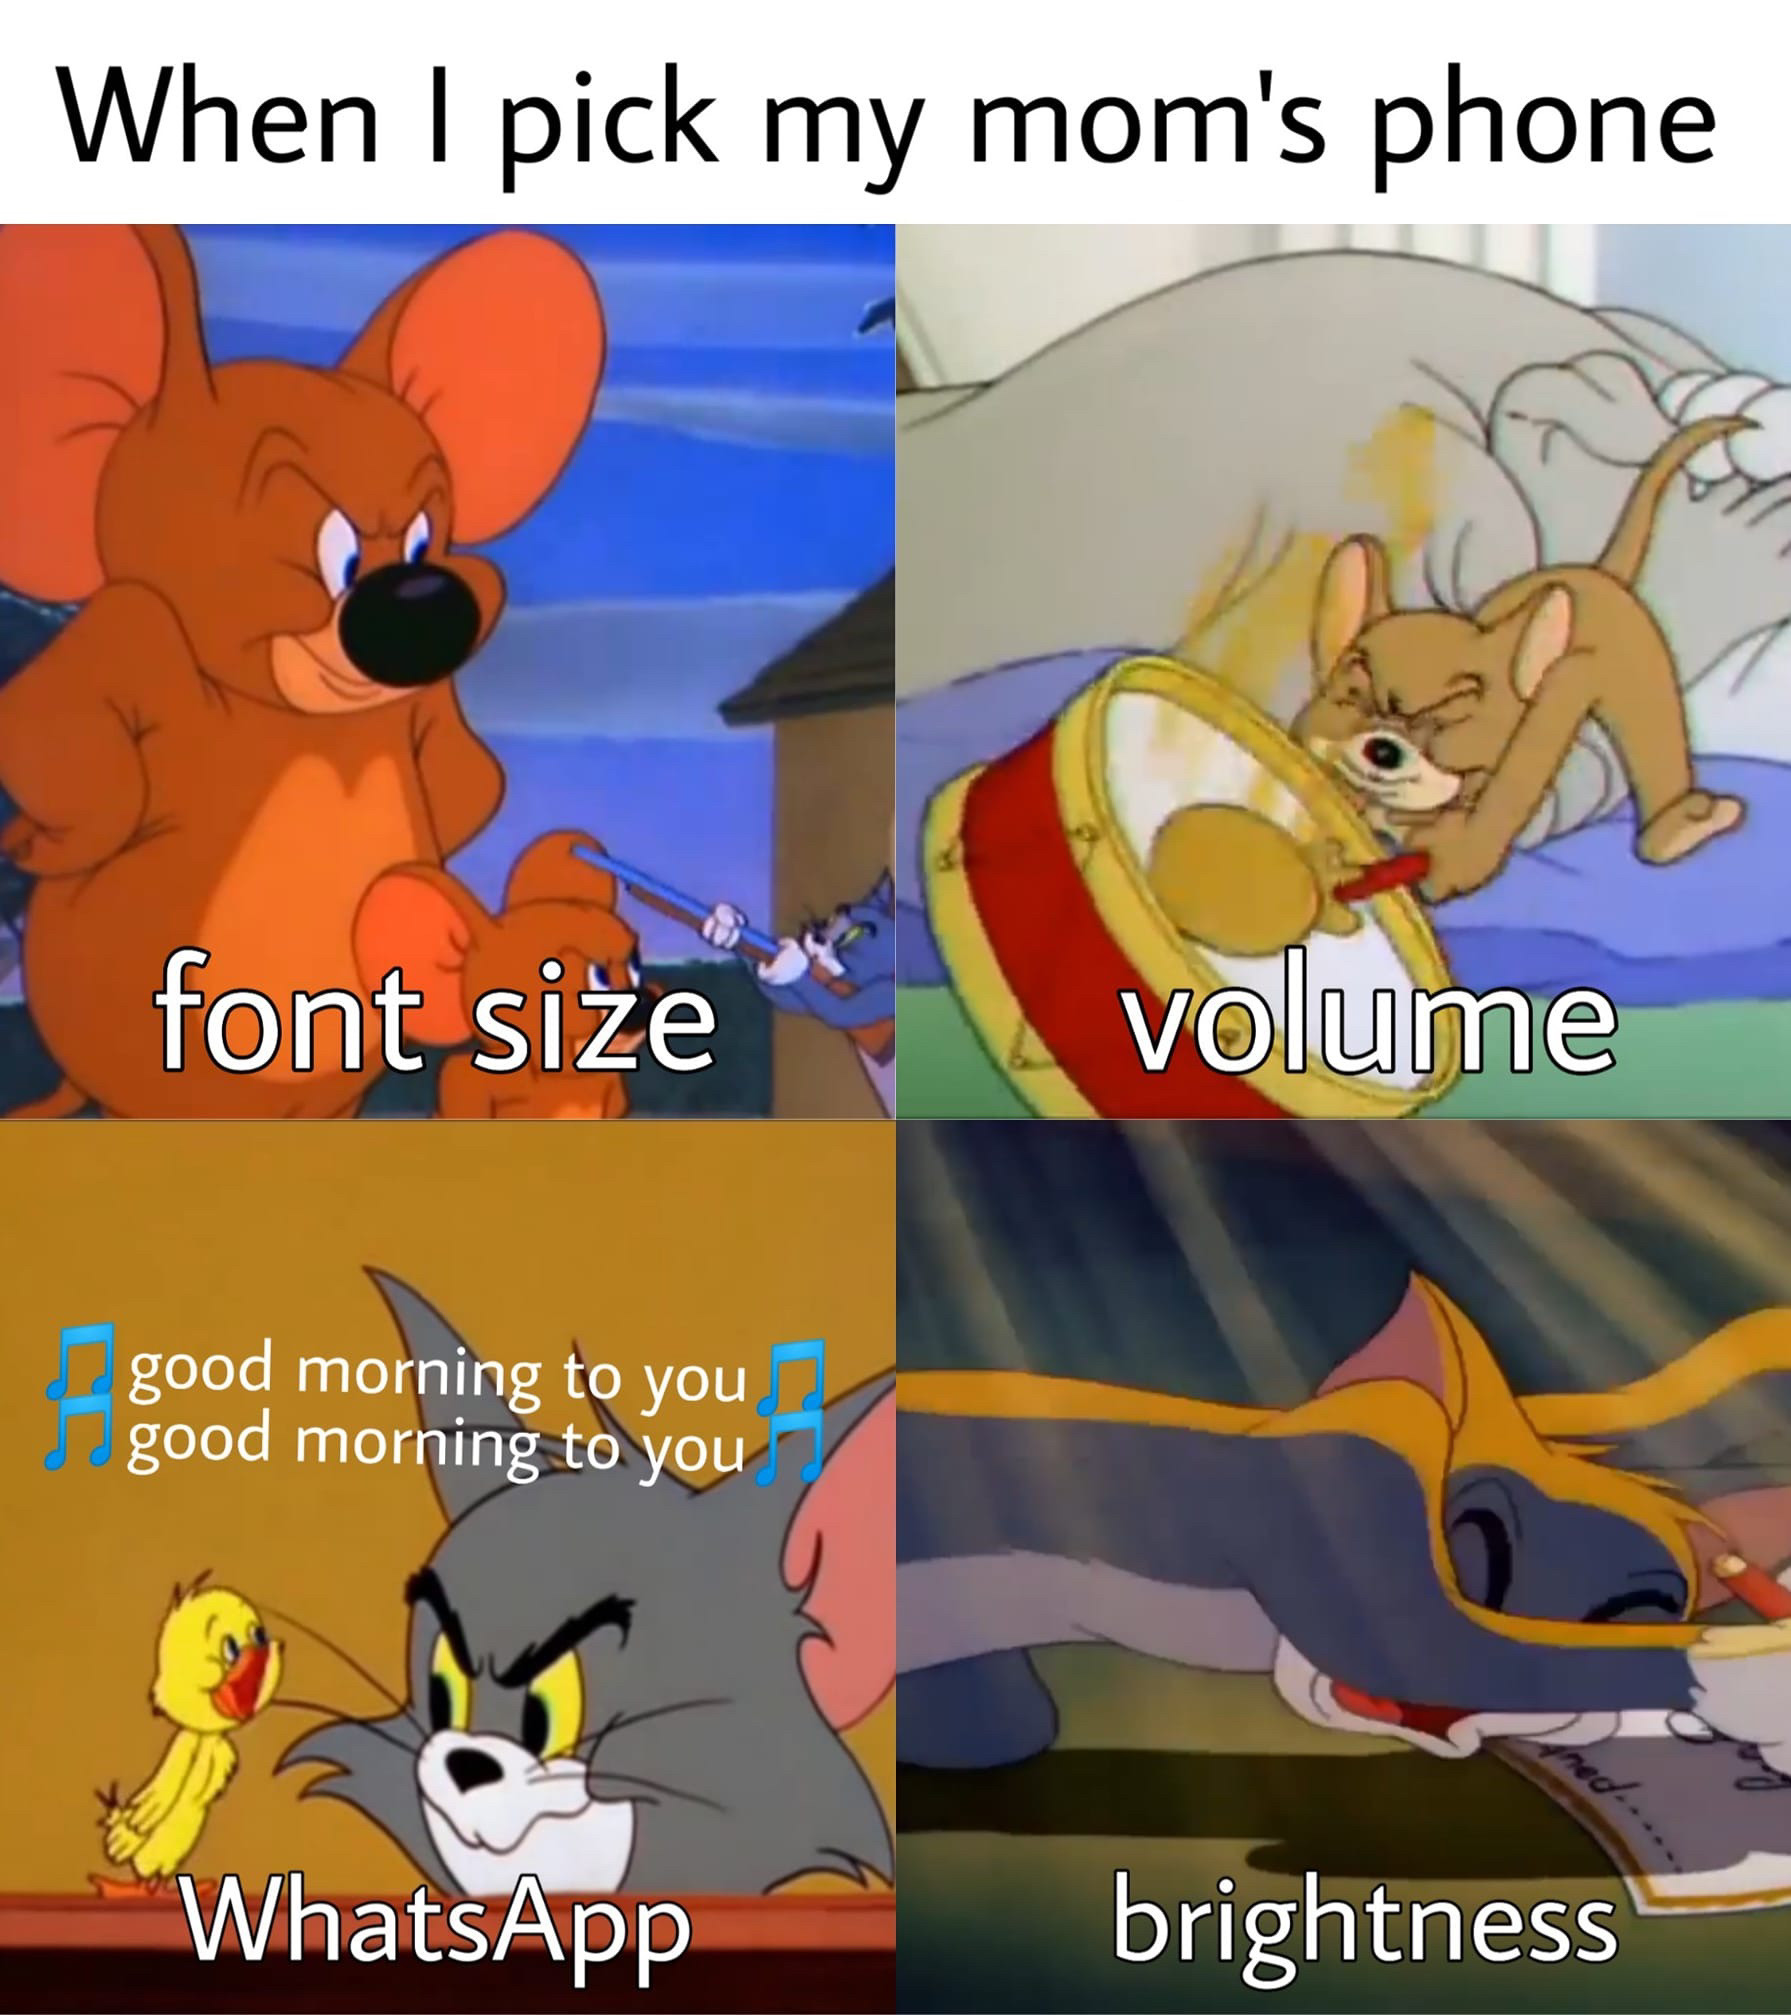 When I pick my mom's phone
font size
volume
🎵good morning to you🎵
🎵good morning to you🎵
WhatsApp
brightness